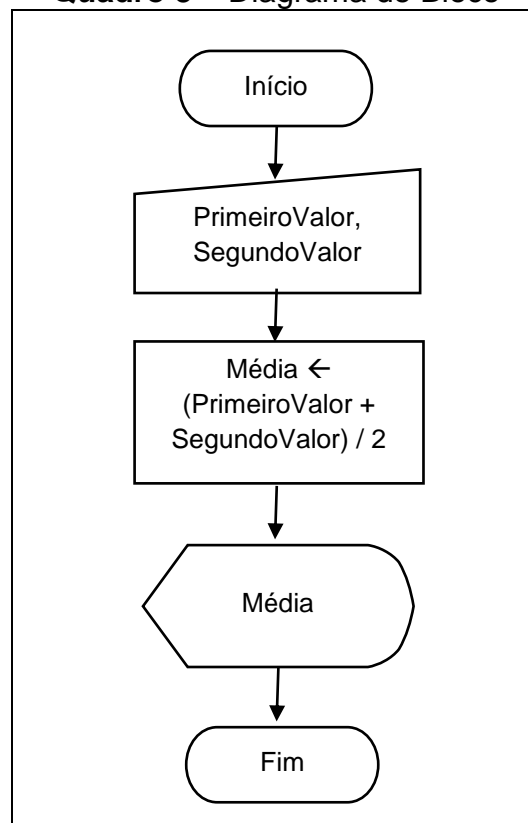 Início
PrimeiroValor,
SegundoValor
Média ←
(PrimeiroValor +
SegundoValor) / 2
Média
Fim